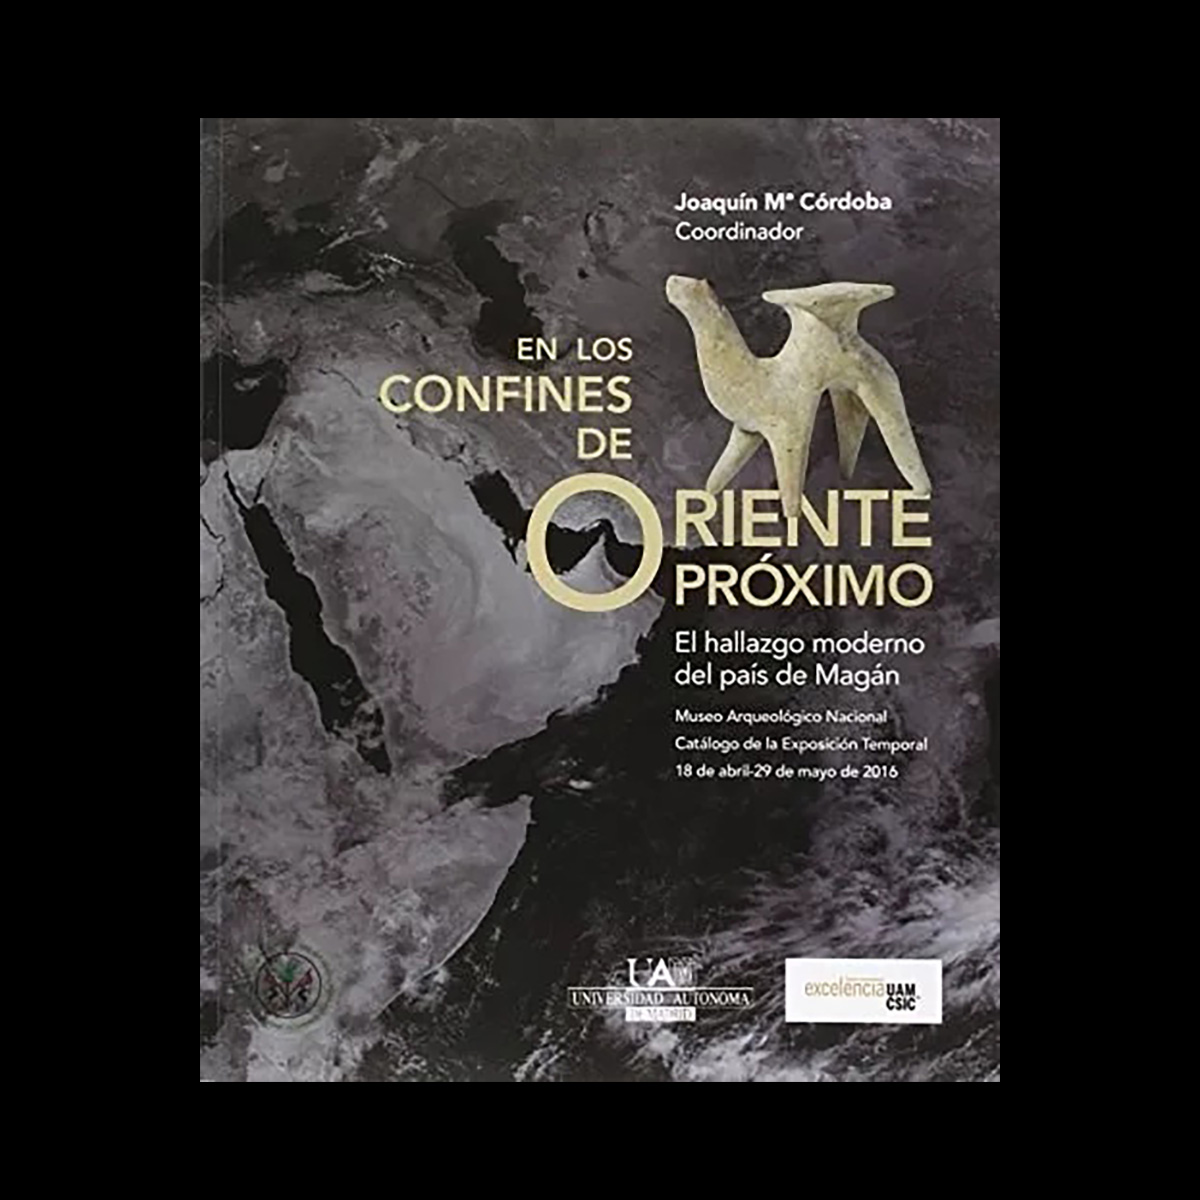 Joaquín Mª Córdoba
Coordinador
EN LOS
CONFINES
DE
ORIENTE
PRÓXIMO
El hallazgo moderno
del país de Magán
Museo Arqueológico Nacional
Catálogo de la Exposición Temporal
18 de abril-29 de mayo de 2016
UAM
UNIVERSIDAD AUTONOMA
DE MADRID
excelencia UAM
CSIC